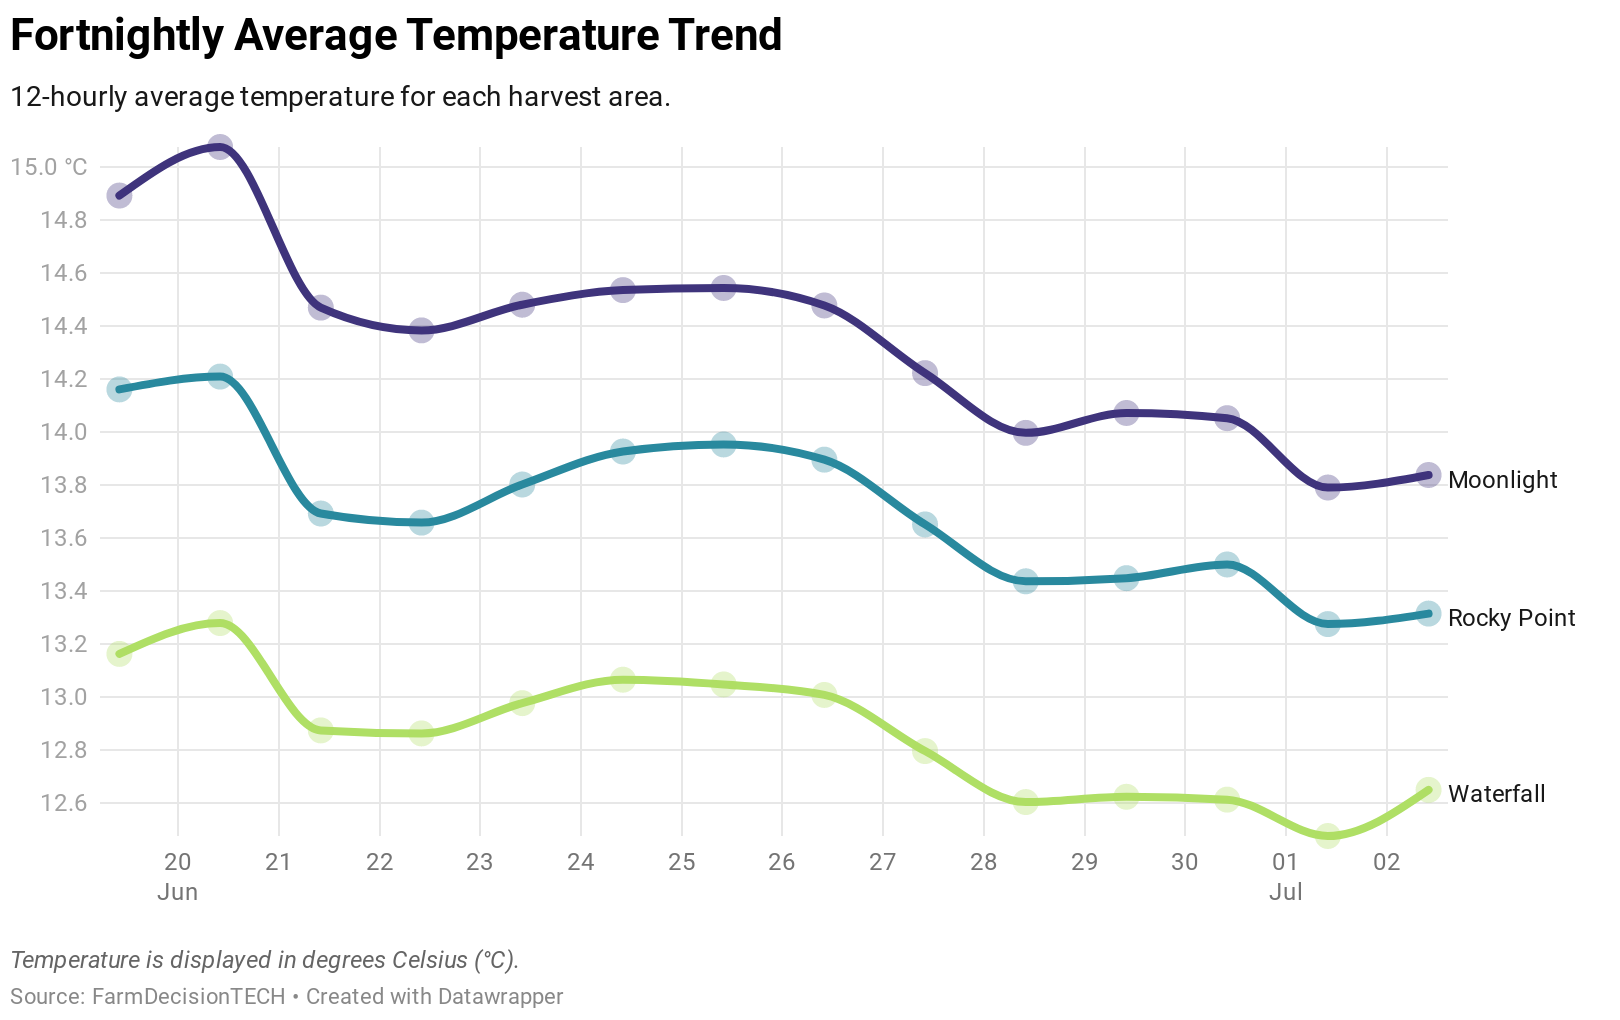 Fortnightly Average Temperature Trend
12-hourly average temperature for each harvest area.
15.0 °C
14.8
14.6
14.4
14.2
14.0
13.8
13.6
13.4
13.2
13.0
12.8
12.6
Moonlight
Rocky Point
Waterfall
20 21 22 23 24 25 26 27 28 29 30 01 02
Jun Jul
Temperature is displayed in degrees Celsius (°C).
Source: FarmDecisionTECH • Created with Datawrapper